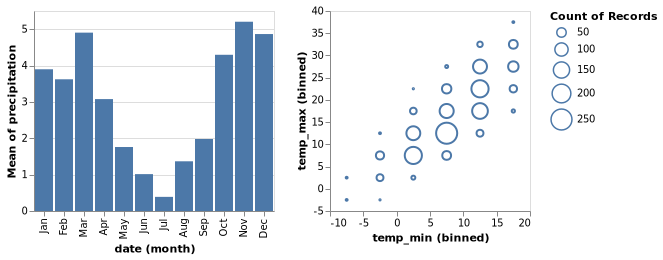 5
4
3
2
1
0
Mean of precipitation
Jan
Feb
Mar
Apr
May
Jun
Jul
Aug
Sep
Oct
Nov
Dec
date (month)
40
35
30
25
20
15
10
5
0
-5
temp_max (binned)
-10
-5
0
5
10
15
20
temp_min (binned)
Count of Records
50
100
150
200
250